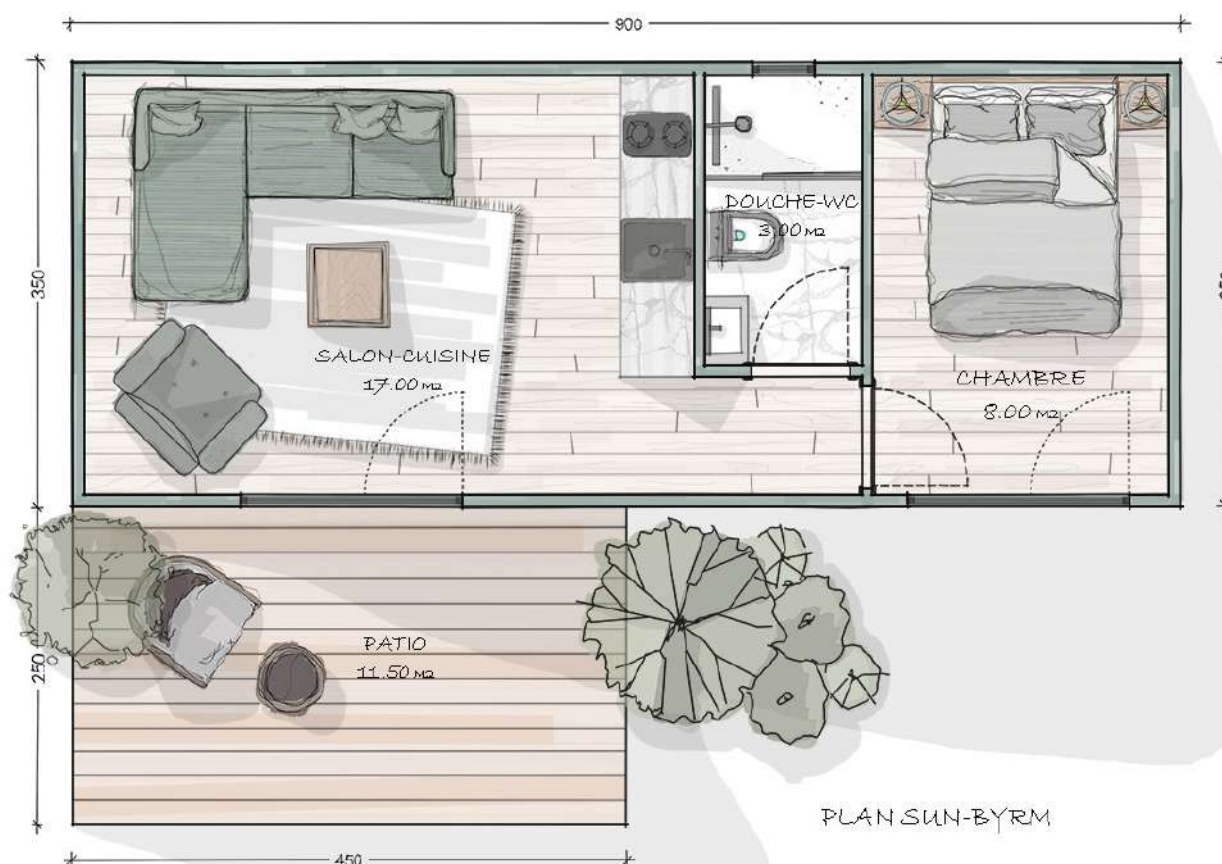 900
350
DOUCHE-WC
3.00 M2
SALON-CUISINE
17.00 M2
CHAMBRE
8.00 M2
250
PATIO
11.50 M2
PLAN SUN-BYRM
450